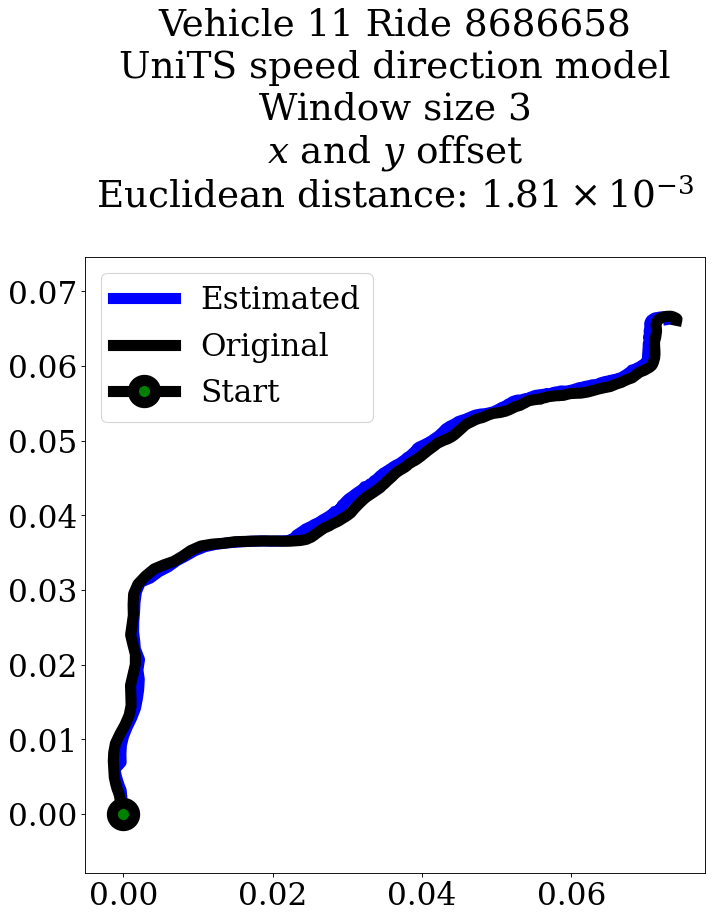 Vehicle 11 Ride 8686658
UniTS speed direction model
Window size 3
x and y offset
Euclidean distance: 1.81 × 10⁻³
Estimated
Original
Start
0.07
0.06
0.05
0.04
0.03
0.02
0.01
0.00
0.00 0.02 0.04 0.06